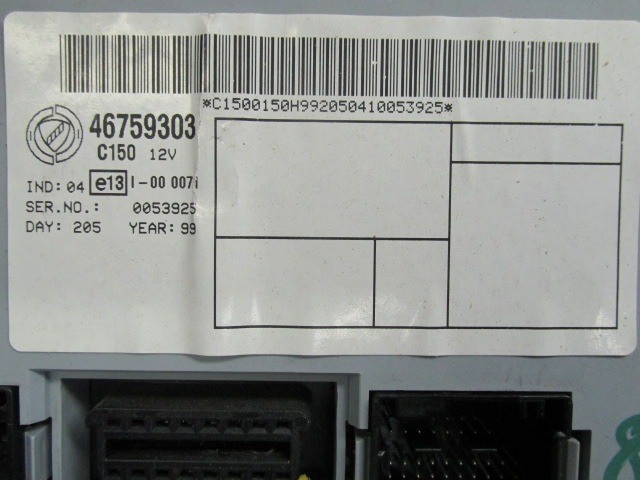 *C1500150H992050410053925*
46759303
C150 12V
IND: 04 e13 I-00 007
SER.NO.: 0053925
DAY: 205 YEAR: 99